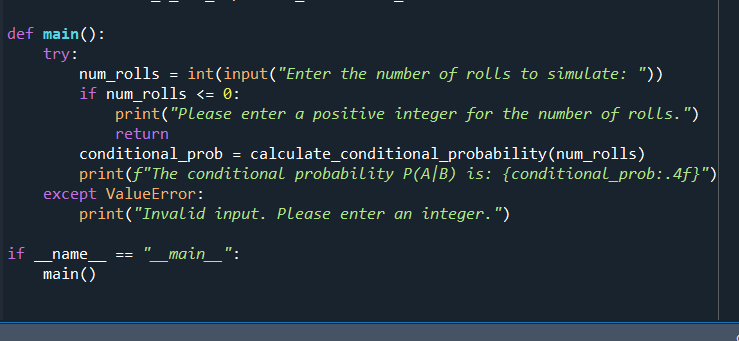 def main():
    try:
        num_rolls = int(input("Enter the number of rolls to simulate: "))
        if num_rolls <= 0:
            print("Please enter a positive integer for the number of rolls.")
            return
        conditional_prob = calculate_conditional_probability(num_rolls)
        print(f"The conditional probability P(A|B) is: {conditional_prob:.4f}")
    except ValueError:
        print("Invalid input. Please enter an integer.")
if __name__ == "__main__":
    main()